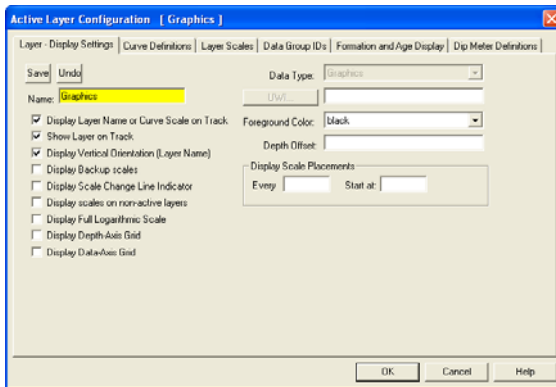 Active Layer Configuration [ Graphics ]
Layer - Display Settings Curve Definitions Layer Scales Data Group IDs Formation and Age Display Dip Meter Definitions
Save Undo
Name: Graphics
Display Layer Name or Curve Scale on Track
Show Layer on Track
Display Vertical Orientation (Layer Name)
Display Backup scales
Display Scale Change Line Indicator
Display scales on non-active layers
Display Full Logarithmic Scale
Display Depth-Axis Grid
Display Data-Axis Grid
Data Type: Graphics
UWI...
Foreground Color: black
Depth Offset:
Display Scale Placements
Every Start at:
OK Cancel Help